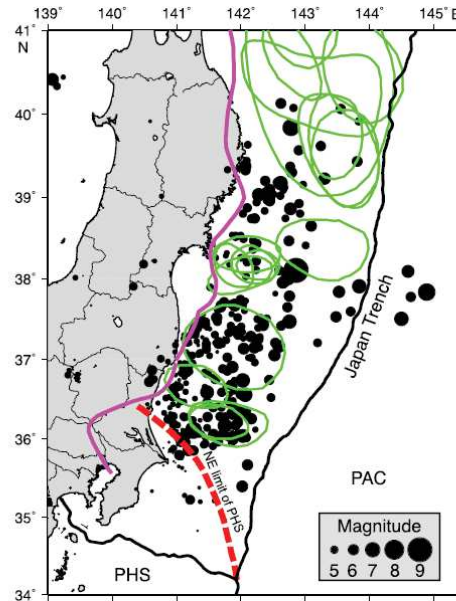 139° 140° 141° 142° 143° 144° 145° E
41°
N
40°
39°
38°
37°
36°
35°
34°
Japan Trench
NE limit of PHS
PAC
PHS
Magnitude
5 6 7 8 9